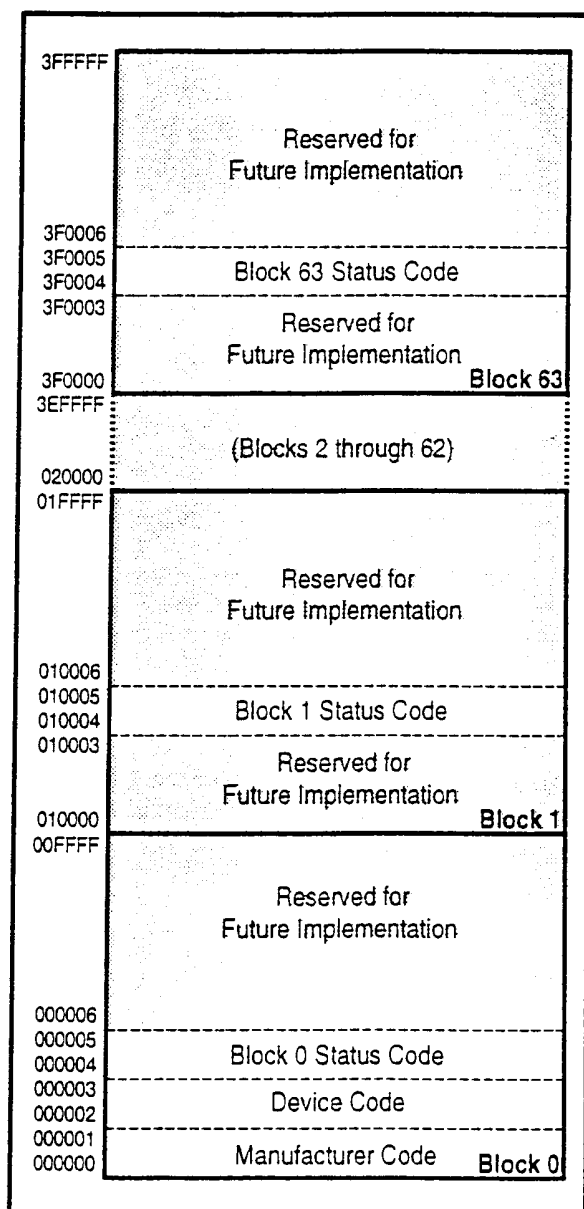 3FFFFF
Reserved for
Future Implementation
3F0006
3F0005
Block 63 Status Code
3F0004
3F0003
Reserved for
Future Implementation
3F0000
Block 63
3EFFFF
(Blocks 2 through 62)
020000
01FFFF
Reserved for
Future Implementation
010006
010005
Block 1 Status Code
010004
010003
Reserved for
Future Implementation
010000
Block 1
00FFFF
Reserved for
Future Implementation
000006
000005
Block 0 Status Code
000004
000003
Device Code
000002
000001
Manufacturer Code
000000
Block 0